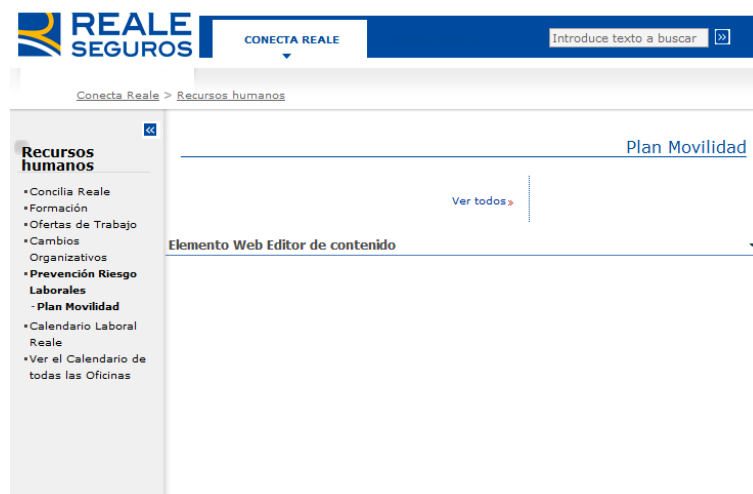 REALE
SEGUROS
CONECTA REALE
Introduce texto a buscar
Conecta Reale > Recursos humanos
Recursos
humanos
Plan Movilidad
Concilia Reale
Formación
Ofertas de Trabajo
Cambios
Organizativos
Prevención Riesgo
Laborales
- Plan Movilidad
Calendario Laboral
Reale
Ver el Calendario de
todas las Oficinas
Ver todos»
Elemento Web Editor de contenido